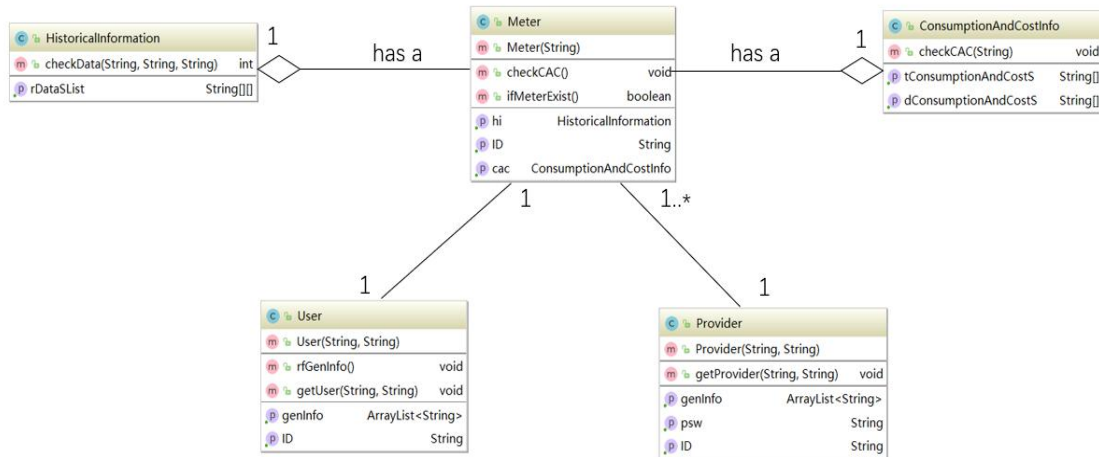 HistoricalInformation
checkData(String, String, String) int
rDataSList String[][]
1
has a
Meter
Meter(String)
checkCAC() void
ifMeterExist() boolean
hi HistoricalInformation
ID String
cac ConsumptionAndCostInfo
has a
1
ConsumptionAndCostInfo
checkCAC(String) void
tConsumptionAndCostS String[]
dConsumptionAndCostS String[]
1
1..*
1
1
User
User(String, String)
rfGenInfo() void
getUser(String, String) void
genInfo ArrayList<String>
ID String
Provider
Provider(String, String)
getProvider(String, String) void
genInfo ArrayList<String>
psw String
ID String